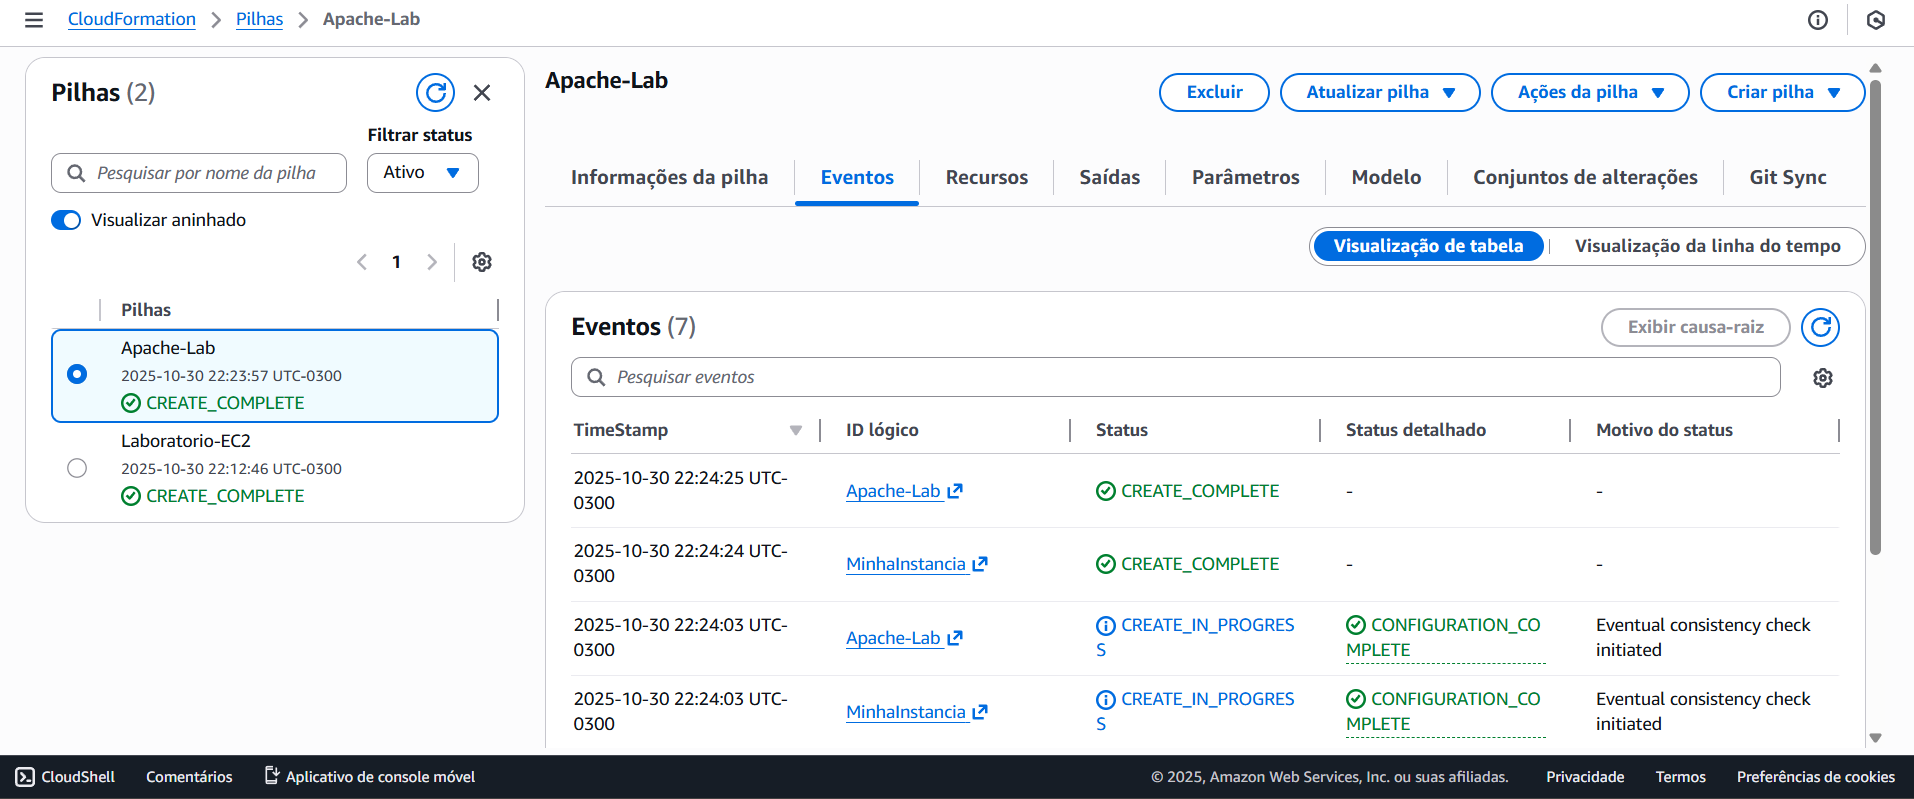 CloudFormation
Pilhas
Apache-Lab
Pilhas (2)
Filtrar status
Pesquisar por nome da pilha
Ativo
Visualizar aninhado
1
Pilhas
Apache-Lab
2025-10-30 22:23:57 UTC-0300
CREATE_COMPLETE
Laboratorio-EC2
2025-10-30 22:12:46 UTC-0300
CREATE_COMPLETE
Apache-Lab
Excluir
Atualizar pilha
Ações da pilha
Criar pilha
Informações da pilha
Eventos
Recursos
Saídas
Parâmetros
Modelo
Conjuntos de alterações
Git Sync
Visualização de tabela
Visualização da linha do tempo
Eventos (7)
Exibir causa-raiz
Pesquisar eventos
TimeStamp
ID lógico
Status
Status detalhado
Motivo do status
2025-10-30 22:24:25 UTC-
0300
Apache-Lab
CREATE_COMPLETE
-
-
2025-10-30 22:24:24 UTC-
0300
MinhaInstancia
CREATE_COMPLETE
-
-
2025-10-30 22:24:03 UTC-
0300
Apache-Lab
CREATE_IN_PROGRES
S
CONFIGURATION_CO
MPLETE
Eventual consistency check
initiated
2025-10-30 22:24:03 UTC-
0300
MinhaInstancia
CREATE_IN_PROGRES
S
CONFIGURATION_CO
MPLETE
Eventual consistency check
initiated
CloudShell
Comentários
Aplicativo de console móvel
© 2025, Amazon Web Services, Inc. ou suas afiliadas.
Privacidade
Termos
Preferências de cookies